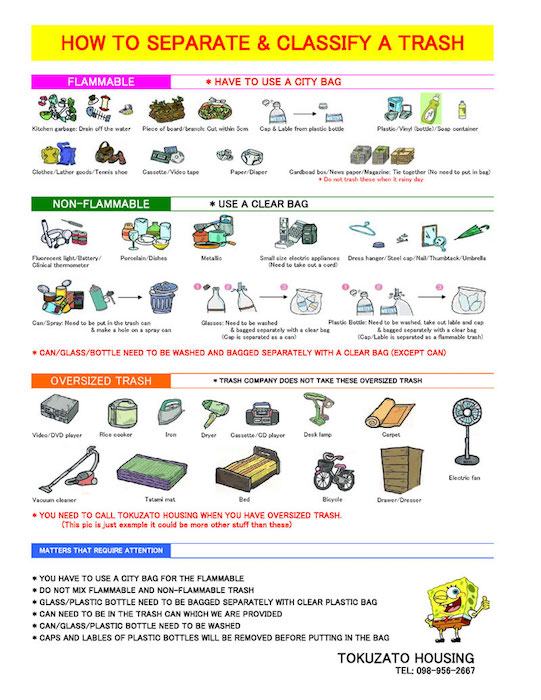 HOW TO SEPARATE & CLASSIFY A TRASH
FLAMMABLE
* HAVE TO USE A CITY BAG
Kitchen garbage: Drain off the water
Piece of board/branch: Cut within 5cm
Cap & Lable from plastic bottle
Plastic/Vinyl (bottle)/Soap container
Clothes/Lather goods/Tennis shoe
Cassette/Video tape
Paper/Diaper
Cardboad box/News paper/Magazine: Tie together (No need to put in bag)
* Do not trash these when it rainy day
NON-FLAMMABLE
* USE A CLEAR BAG
Fluorecent light/Battery/
Clinical thermometer
Porcelain/Dishes
Metallic
Small size electric appliances
(Need to take out a cord)
Dress hanger/Steel cap/Nail/Thumbtack/Umbrella
1
2
3
1
2
3
Can/Spray: Need to be put in the trash can
& make a hole on a spray can
Glasses: Need to be washed
& bagged separately with a clear bag
(Cap is separated as a can)
Plastic Bottle: Need to be washed, take out lable and cap
& bagged separately with a clear bag
(Cap/Lable is separated as a flammable trash)
* CAN/GLASS/BOTTLE NEED TO BE WASHED AND BAGGED SEPARATELY WITH A CLEAR BAG (EXCEPT CAN)
OVERSIZED TRASH
* TRASH COMPANY DOES NOT TAKE THESE OVERSIZED TRASH
Video/DVD player
Rice cooker
Iron
Dryer
Cassette/CD player
Desk lamp
Carpet
Electric fan
Vacuum cleaner
Tatami mat
Bed
Bicycle
Drawer/Dresser
* YOU NEED TO CALL TOKUZATO HOUSING WHEN YOU HAVE OVERSIZED TRASH.
(This pic is just example it could be more other stuff than these)
MATTERS THAT REQUIRE ATTENTION
* YOU HAVE TO USE A CITY BAG FOR THE FLAMMABLE
* DO NOT MIX FLAMMABLE AND NON-FLAMMABLE TRASH
* GLASS/PLASTIC BOTTLE NEED TO BE BAGGED SEPARATELY WITH CLEAR PLASTIC BAG
* CAN NEED TO BE IN THE TRASH CAN WHICH WE ARE PROVIDED
* CAN/GLASS/PLASTIC BOTTLE NEED TO BE WASHED
* CAPS AND LABLES OF PLASTIC BOTTLES WILL BE REMOVED BEFORE PUTTING IN THE BAG
TOKUZATO HOUSING
TEL; 098-956-2667